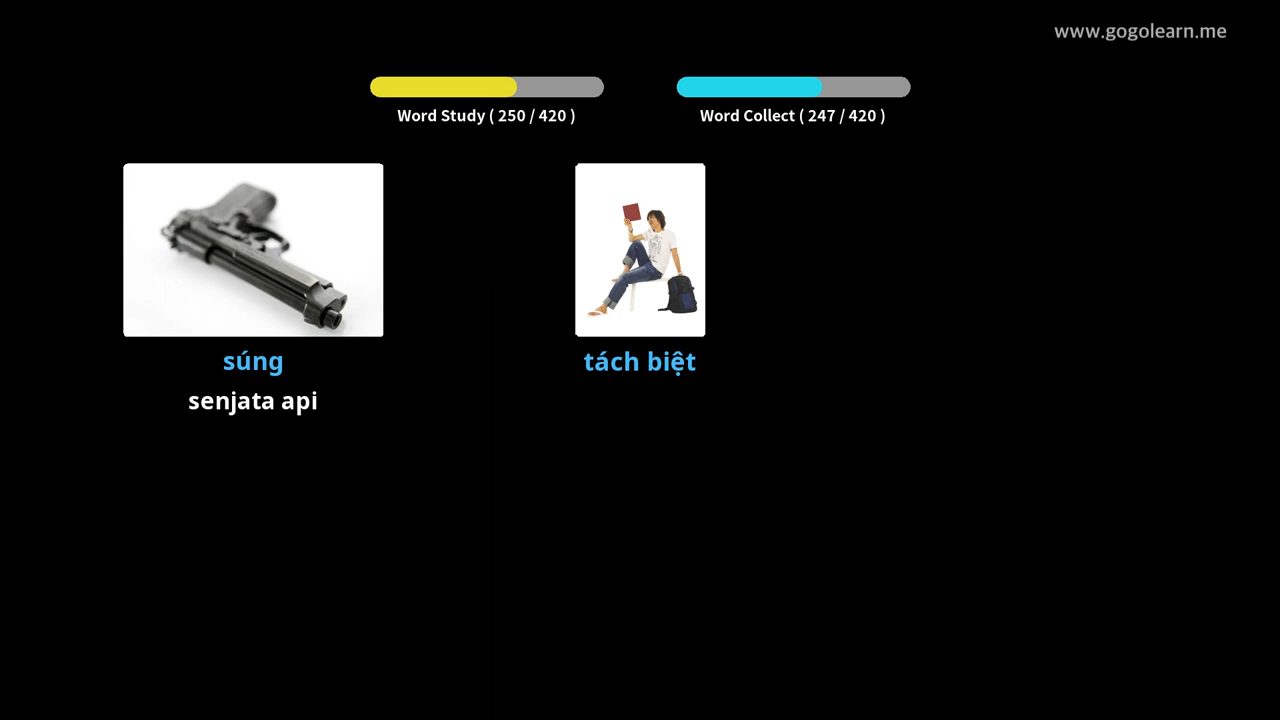 www.gogolearn.me
Word Study ( 250 / 420 )
Word Collect ( 247 / 420 )
súng
tách biệt
senjata api